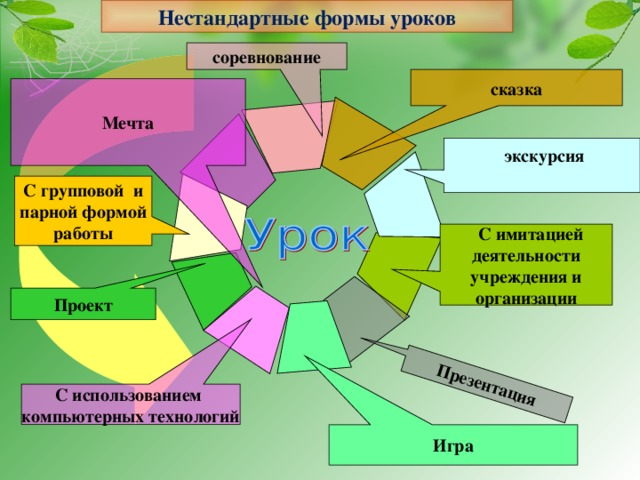 Нестандартные формы уроков
соревнование
сказка
Мечта
экскурсия
С групповой и
парной формой
работы
Урок
С имитацией
деятельности
учреждения и
организации
Проект
Презентация
С использованием
компьютерных технологий
Игра